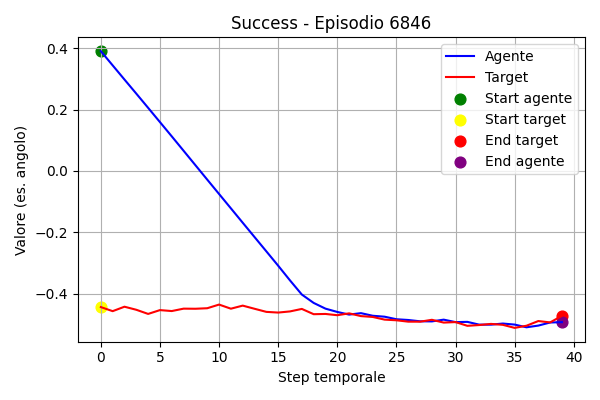 Success - Episodio 6846
Valore (es. angolo)
0.4
0.2
0.0
−0.2
−0.4
Agente
Target
Start agente
Start target
End target
End agente
0 5 10 15 20 25 30 35 40
Step temporale